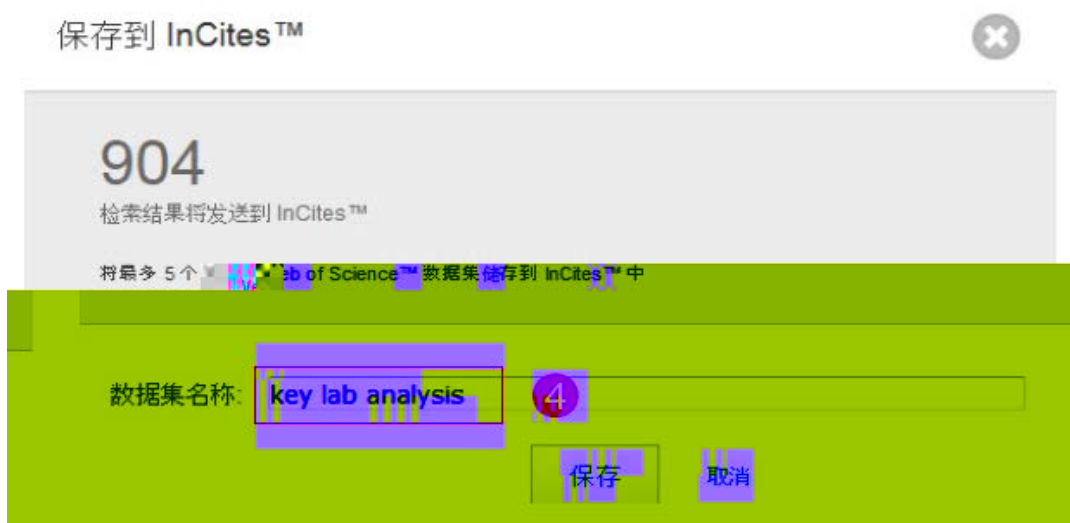 保存到 InCites™
904
检索结果将发送到 InCites™
将最多 5个 of Science™ 数据集储存到 InCites™ 中
数据集名称: key lab analysis 4
保存 取消